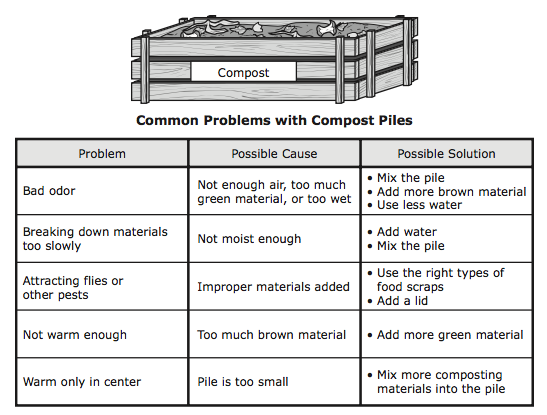 Compost
Common Problems with Compost Piles
Problem
Possible Cause
Possible Solution
Bad odor
Not enough air, too much
green material, or too wet
• Mix the pile
• Add more brown material
• Use less water
Breaking down materials
too slowly
Not moist enough
• Add water
• Mix the pile
Attracting flies or
other pests
Improper materials added
• Use the right types of
food scraps
• Add a lid
Not warm enough
Too much brown material
• Add more green material
Warm only in center
Pile is too small
• Mix more composting
materials into the pile